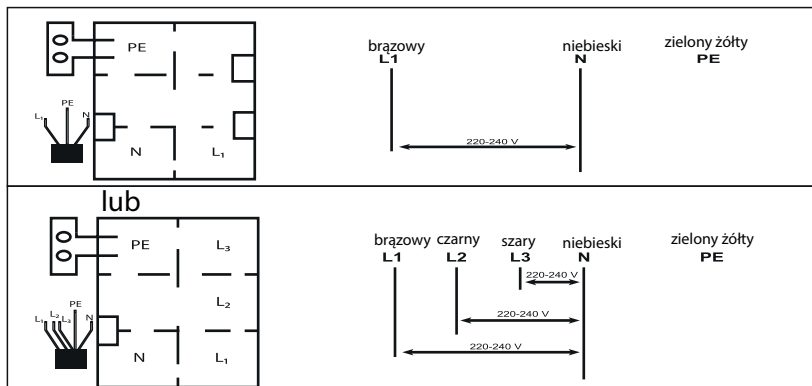 PE
L₁ PE N
N L₁
brązowy niebieski zielony żółty
L1 N PE
220-240 V
lub
PE L₃
L₂
L₁ L₂ L₃ PE N
N L₁
brązowy czarny szary niebieski zielony żółty
L1 L2 L3 N PE
220-240 V
220-240 V
220-240 V